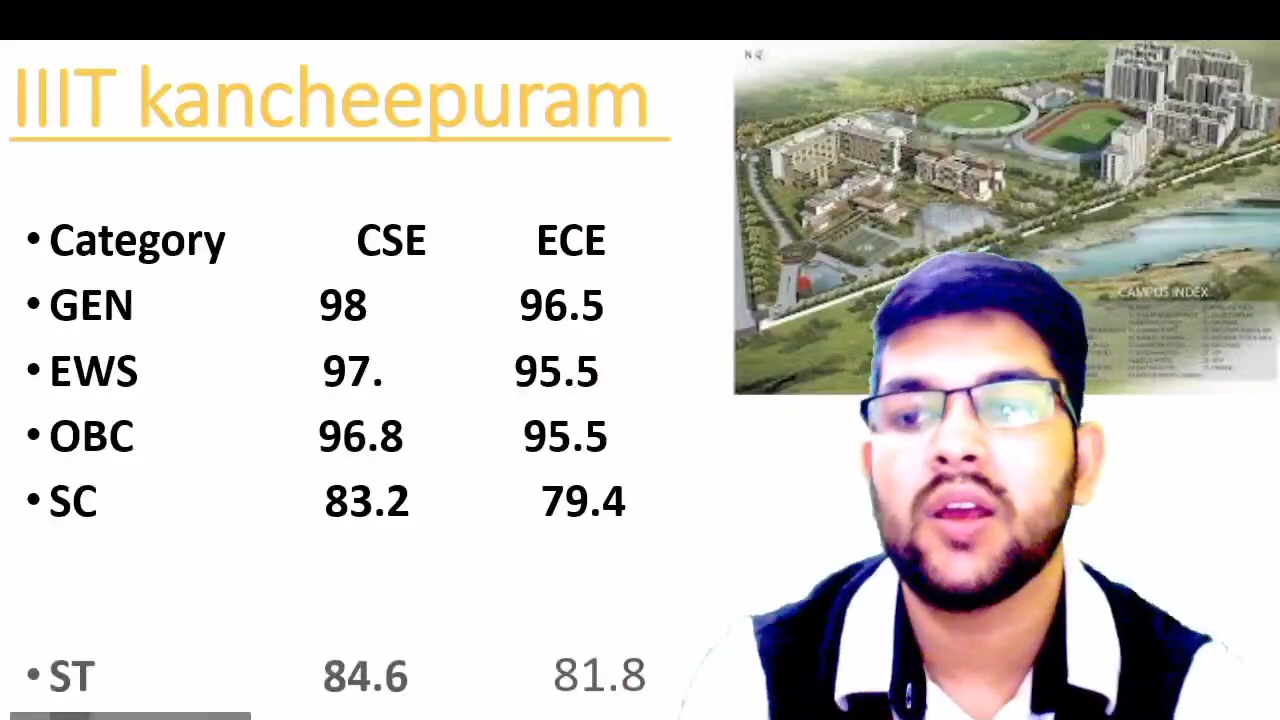 IIIT kancheepuram
• Category CSE ECE
• GEN 98 96.5
• EWS 97. 95.5
• OBC 96.8 95.5
• SC 83.2 79.4
• ST 84.6 81.8
CAMPUS INDEX